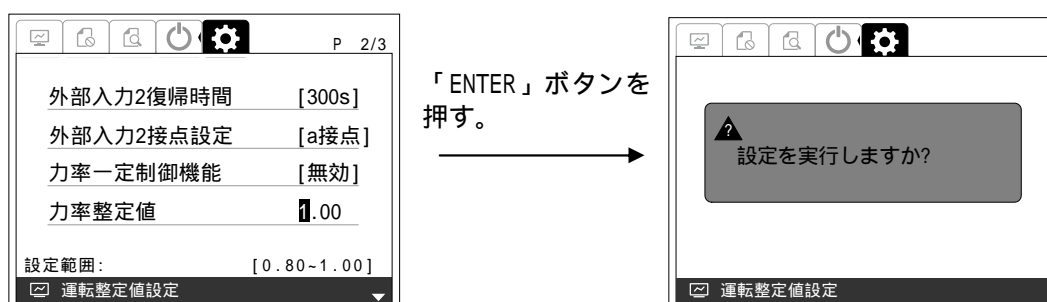 P 2/3
外部入力2復帰時間 [300s]
外部入力2接点設定 [a接点]
力率一定制御機能 [無効]
力率整定値 1.00
設定範囲: [0.80~1.00]
運転整定値設定
「ENTER」ボタンを
押す。
?
設定を実行しますか?
運転整定値設定